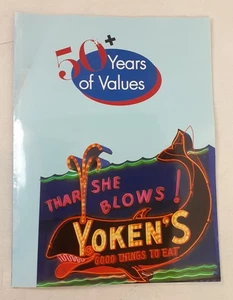 50+ Years
of Values
THAR SHE
BLOWS!
YOKEN'S
GOOD THINGS TO EAT